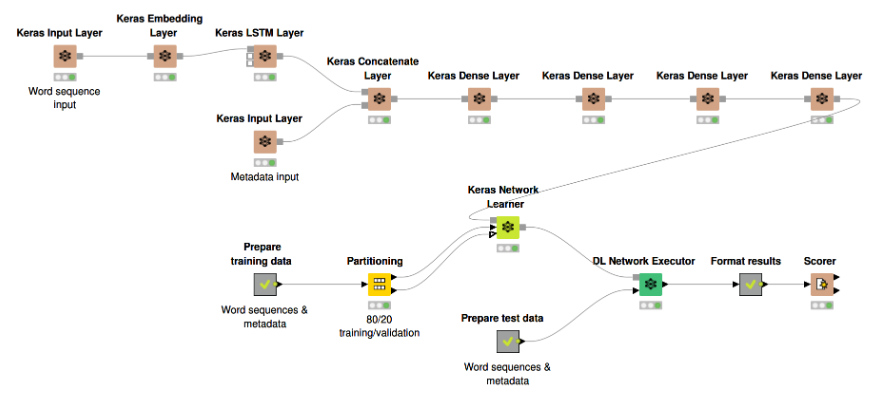 Keras Input Layer
Word sequence
input
Keras Embedding
Layer
Keras LSTM Layer
Keras Input Layer
Metadata input
Keras Concatenate
Layer
Keras Dense Layer
Keras Dense Layer
Keras Dense Layer
Keras Dense Layer
Keras Network
Learner
Prepare
training data
Word sequences &
metadata
Partitioning
80/20
training/validation
Prepare test data
Word sequences &
metadata
DL Network Executor
Format results
Scorer